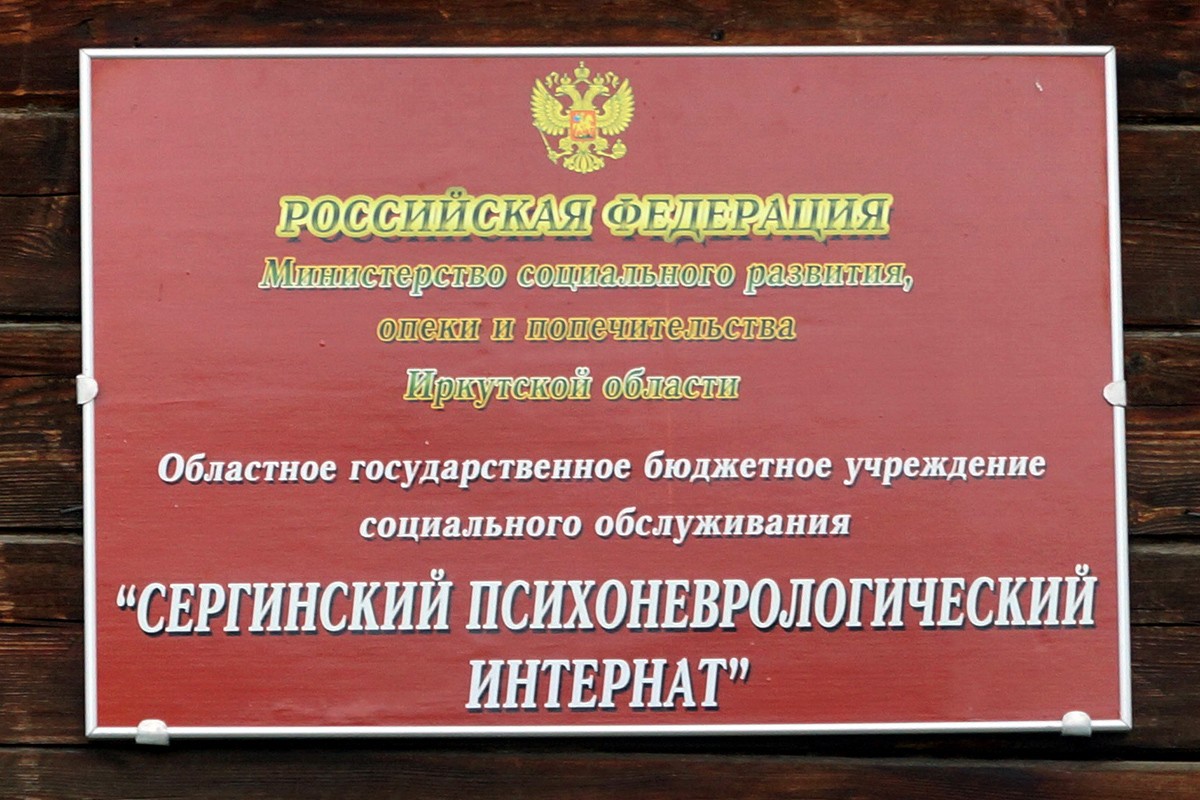 РОССИЙСКАЯ ФЕДЕРАЦИЯ
Министерство социального развития,
опеки и попечительства
Иркутской области
Областное государственное бюджетное учреждение
социального обслуживания
“СЕРГИНСКИЙ ПСИХОНЕВРОЛОГИЧЕСКИЙ
ИНТЕРНАТ”